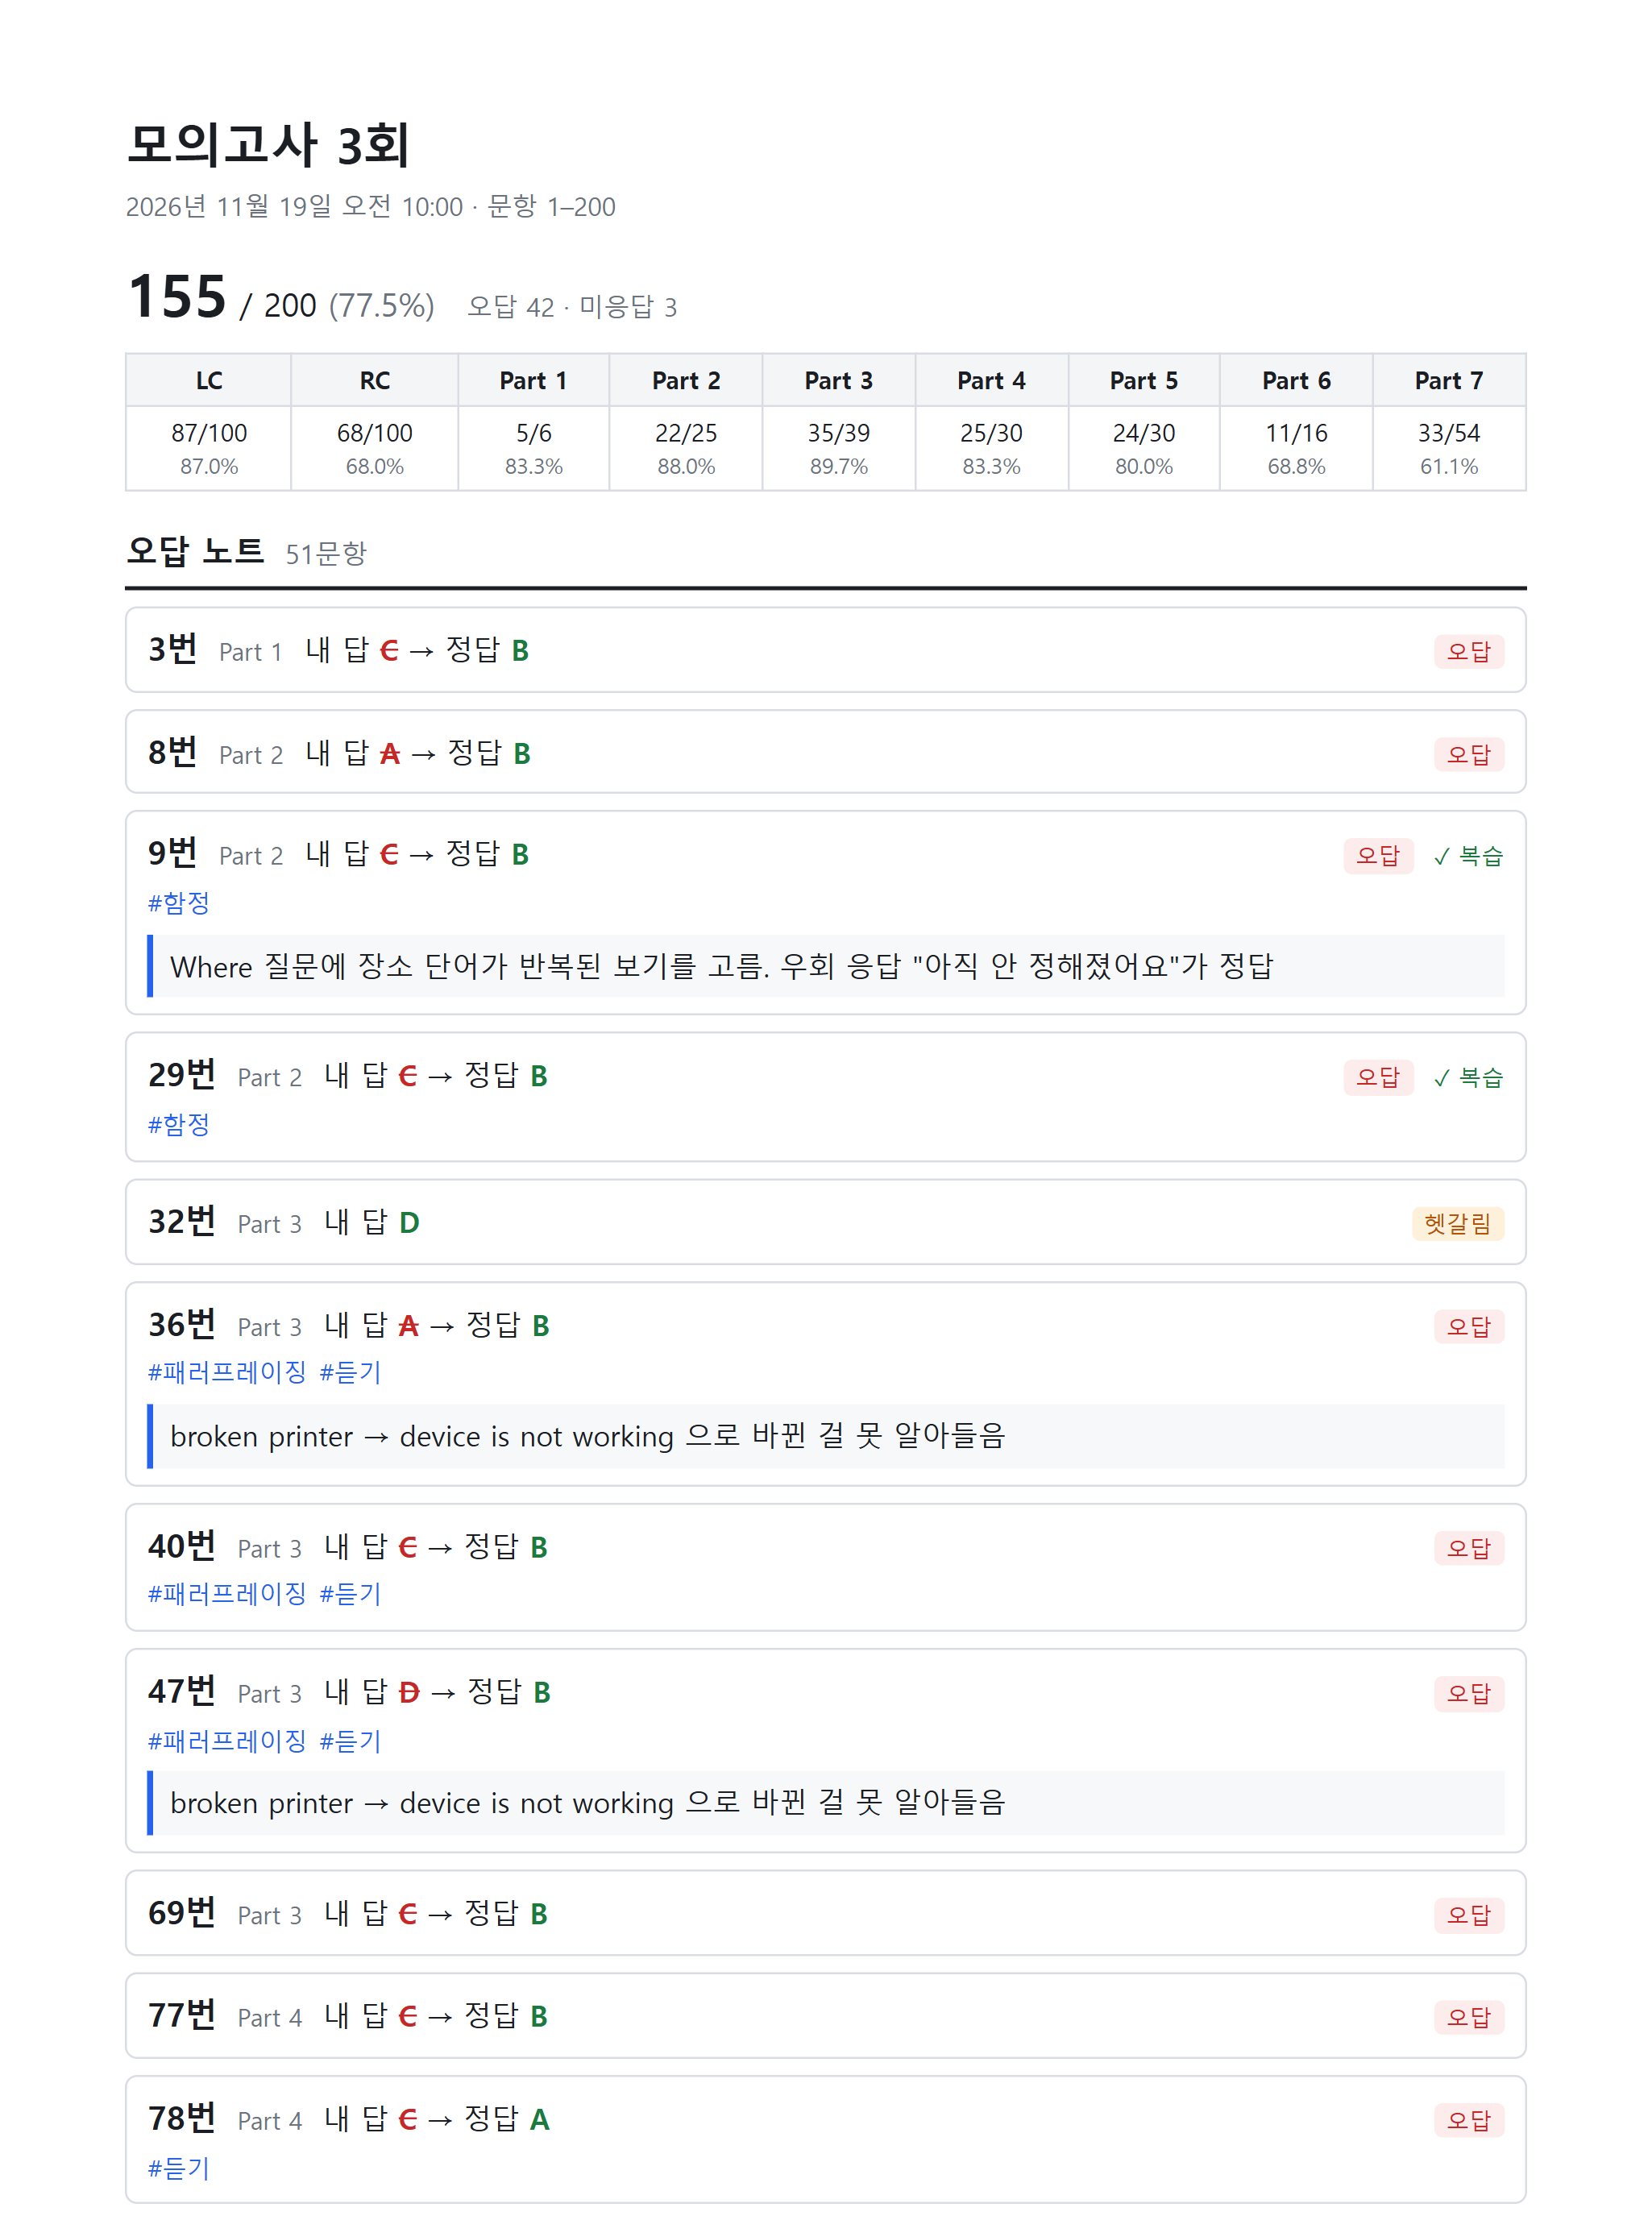 모의고사 3회
2026년 11월 19일 오전 10:00 · 문항 1–200
155 / 200 (77.5%) 오답 42 · 미응답 3
LC RC Part 1 Part 2 Part 3 Part 4 Part 5 Part 6 Part 7
87/100 68/100 5/6 22/25 35/39 25/30 24/30 11/16 33/54
87.0% 68.0% 83.3% 88.0% 89.7% 83.3% 80.0% 68.8% 61.1%
오답 노트 51문항
3번 Part 1 내 답 C → 정답 B 오답
8번 Part 2 내 답 A → 정답 B 오답
9번 Part 2 내 답 C → 정답 B 오답 ✓ 복습
#함정
Where 질문에 장소 단어가 반복된 보기를 고름. 우회 응답 "아직 안 정해졌어요"가 정답
29번 Part 2 내 답 C → 정답 B 오답 ✓ 복습
#함정
32번 Part 3 내 답 D 헷갈림
36번 Part 3 내 답 A → 정답 B 오답
#패러프레이징 #듣기
broken printer → device is not working 으로 바뀐 걸 못 알아들음
40번 Part 3 내 답 C → 정답 B 오답
#패러프레이징 #듣기
47번 Part 3 내 답 D → 정답 B 오답
#패러프레이징 #듣기
broken printer → device is not working 으로 바뀐 걸 못 알아들음
69번 Part 3 내 답 C → 정답 B 오답
77번 Part 4 내 답 C → 정답 B 오답
78번 Part 4 내 답 C → 정답 A 오답
#듣기